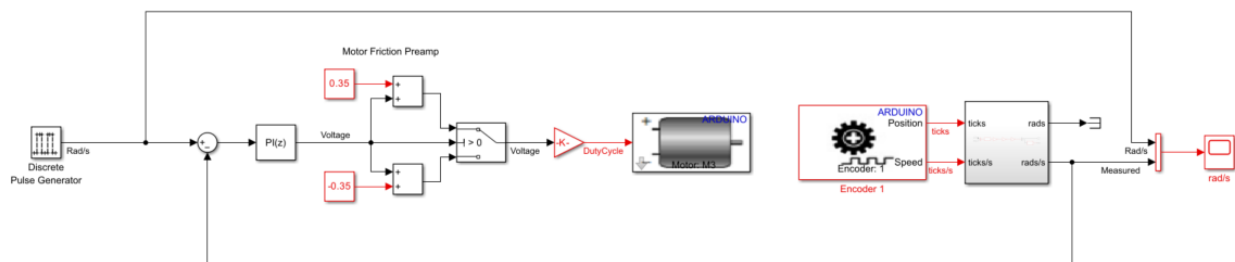 Motor Friction Preamp
0.35
+
+
ARDUINO
ARDUINO
Position
ticks
ticks
rads
Voltage
Rad/s
+
-
PI(z)
> 0
Voltage
-K-
DutyCycle
Motor: M3
Speed
Encoder: 1
ticks/s
ticks/s
rads/s
Rad/s
Measured
rad/s
Discrete
Pulse Generator
-0.35
+
+
Encoder 1